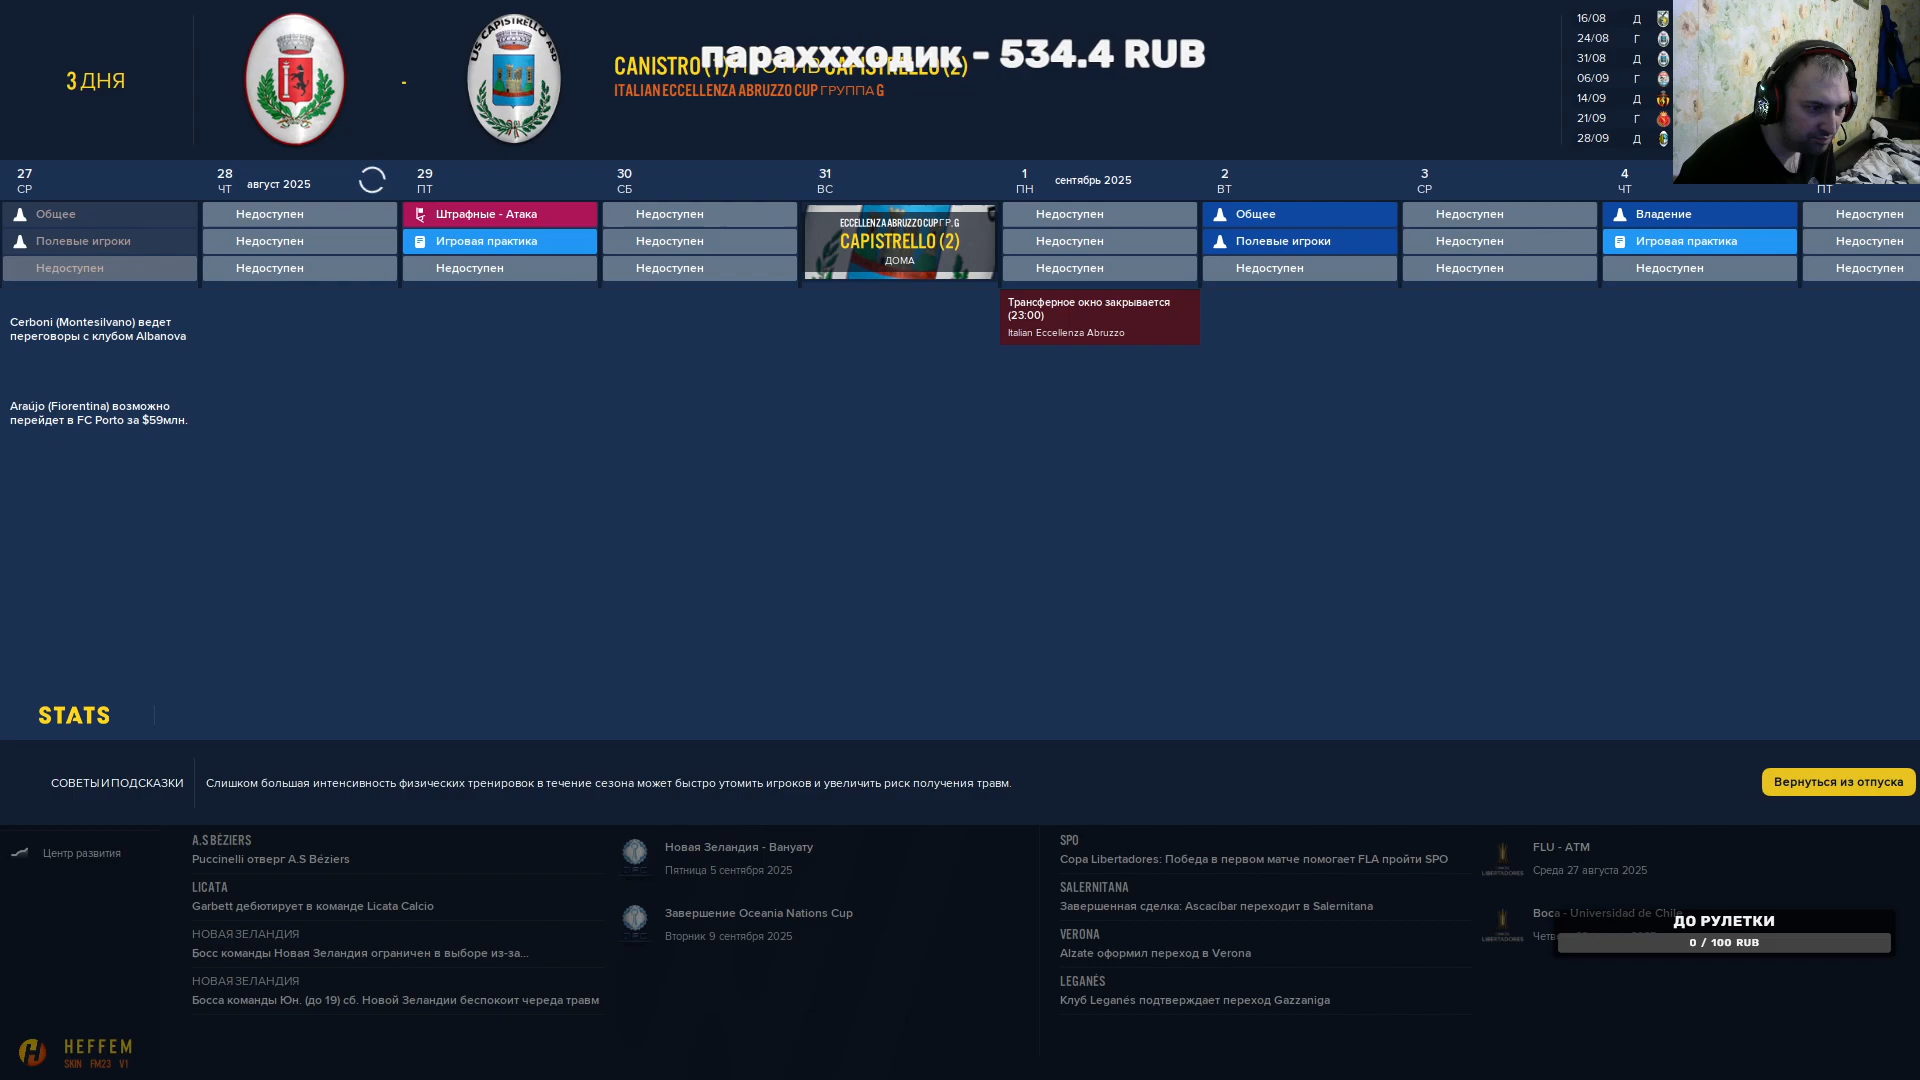 3 ДНЯ
-
US CAPISTRELLO ASD
CANISTRO (1) ПРОТИВ CAPISTRELLO (2)
ITALIAN ECCELLENZA ABRUZZO CUP ГРУППА G
параxxxодик - 534.4 RUB
16/08 Д
24/08 Г
31/08 Д
06/09 Г
14/09 Д
21/09 Г
28/09 Д
27 СР
28 ЧТ
август 2025
29 ПТ
30 СБ
31 ВС
1 ПН
сентябрь 2025
2 ВТ
3 СР
4 ЧТ
ПТ
Общее
Недоступен
Штрафные - Атака
Недоступен
Недоступен
Общее
Недоступен
Владение
Недоступен
Полевые игроки
Недоступен
Игровая практика
Недоступен
Недоступен
Полевые игроки
Недоступен
Игровая практика
Недоступен
Недоступен
Недоступен
Недоступен
Недоступен
Недоступен
Недоступен
Недоступен
Недоступен
Недоступен
ECCELLENZA ABRUZZO CUP ГР. G
CAPISTRELLO (2)
ДОМА
Трансферное окно закрывается
(23:00)
Italian Eccellenza Abruzzo
Cerboni (Montesilvano) ведет
переговоры с клубом Albanova
Araújo (Fiorentina) возможно
перейдет в FC Porto за $59млн.
STATS
СОВЕТЫ И ПОДСКАЗКИ
Слишком большая интенсивность физических тренировок в течение сезона может быстро утомить игроков и увеличить риск получения травм.
Вернуться из отпуска
Центр развития
A.S BÉZIERS
Puccinelli отверг A.S Béziers
LICATA
Garbett дебютирует в команде Licata Calcio
НОВАЯ ЗЕЛАНДИЯ
Босс команды Новая Зеландия ограничен в выборе из-за...
НОВАЯ ЗЕЛАНДИЯ
Босса команды Юн. (до 19) сб. Новой Зеландии беспокоит череда травм
Новая Зеландия - Вануату
Пятница 5 сентября 2025
Завершение Oceania Nations Cup
Вторник 9 сентября 2025
SPO
Copa Libertadores: Победа в первом матче помогает FLA пройти SPO
SALERNITANA
Завершенная сделка: Ascacíbar переходит в Salernitana
VERONA
Alzate оформил переход в Verona
LEGANÉS
Клуб Leganés подтверждает переход Gazzaniga
LIBERTADORES
FLU - ATM
Среда 27 августа 2025
LIBERTADORES
Boca - Universidad de Chile
ДО РУЛЕТКИ
0 / 100 RUB
HEFFEM
SKIN FM23 V1